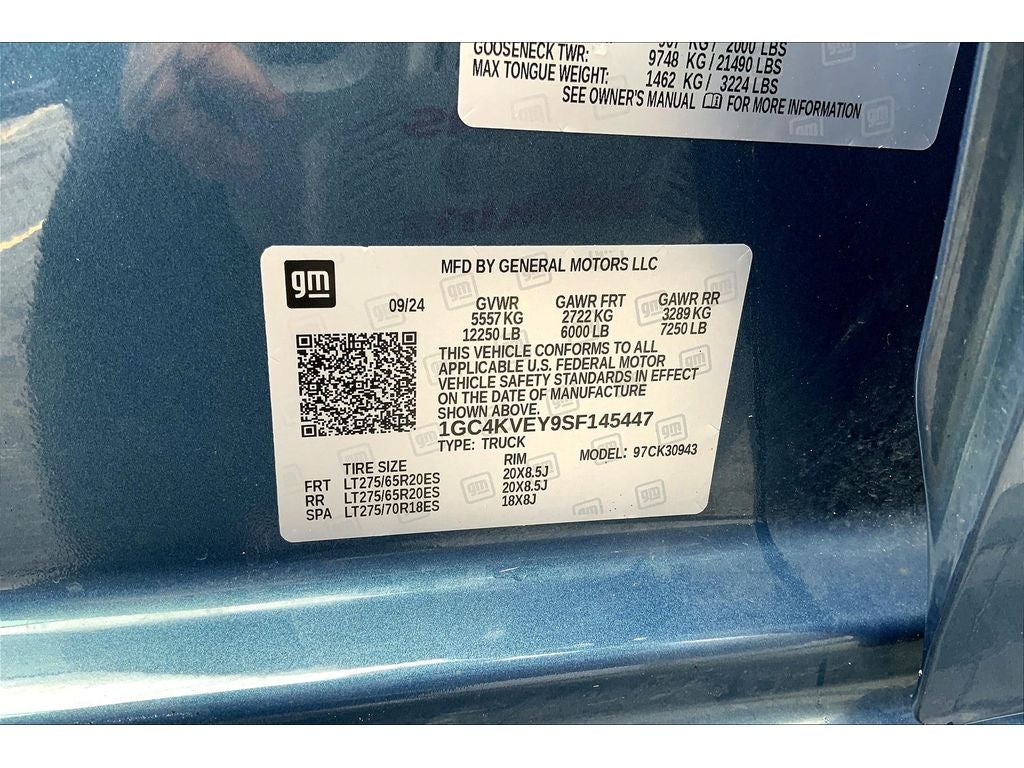 GOOSENECK TWR: 9748 KG/21490 LBS
MAX TONGUE WEIGHT: 1462 KG/ 3224 LBS
SEE OWNER'S MANUAL FOR MORE INFORMATION
gm
MFD BY GENERAL MOTORS LLC
09/24 GVWR GAWR FRT GAWR RR
5557 KG 2722 KG 3289 KG
12250 LB 6000 LB 7250 LB
THIS VEHICLE CONFORMS TO ALL
APPLICABLE U.S. FEDERAL MOTOR
VEHICLE SAFETY STANDARDS IN EFFECT
ON THE DATE OF MANUFACTURE
SHOWN ABOVE.
1GC4KVEY9SF145447
TYPE: TRUCK MODEL: 97CK30943
TIRE SIZE RIM
FRT LT275/65R20ES 20X8.5J
RR LT275/65R20ES 20X8.5J
SPA LT275/70R18ES 18X8J